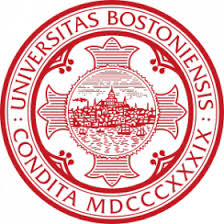 · UNIVERSITAS BOSTONIENSIS ·
CONDITA MDCCCXXXIX